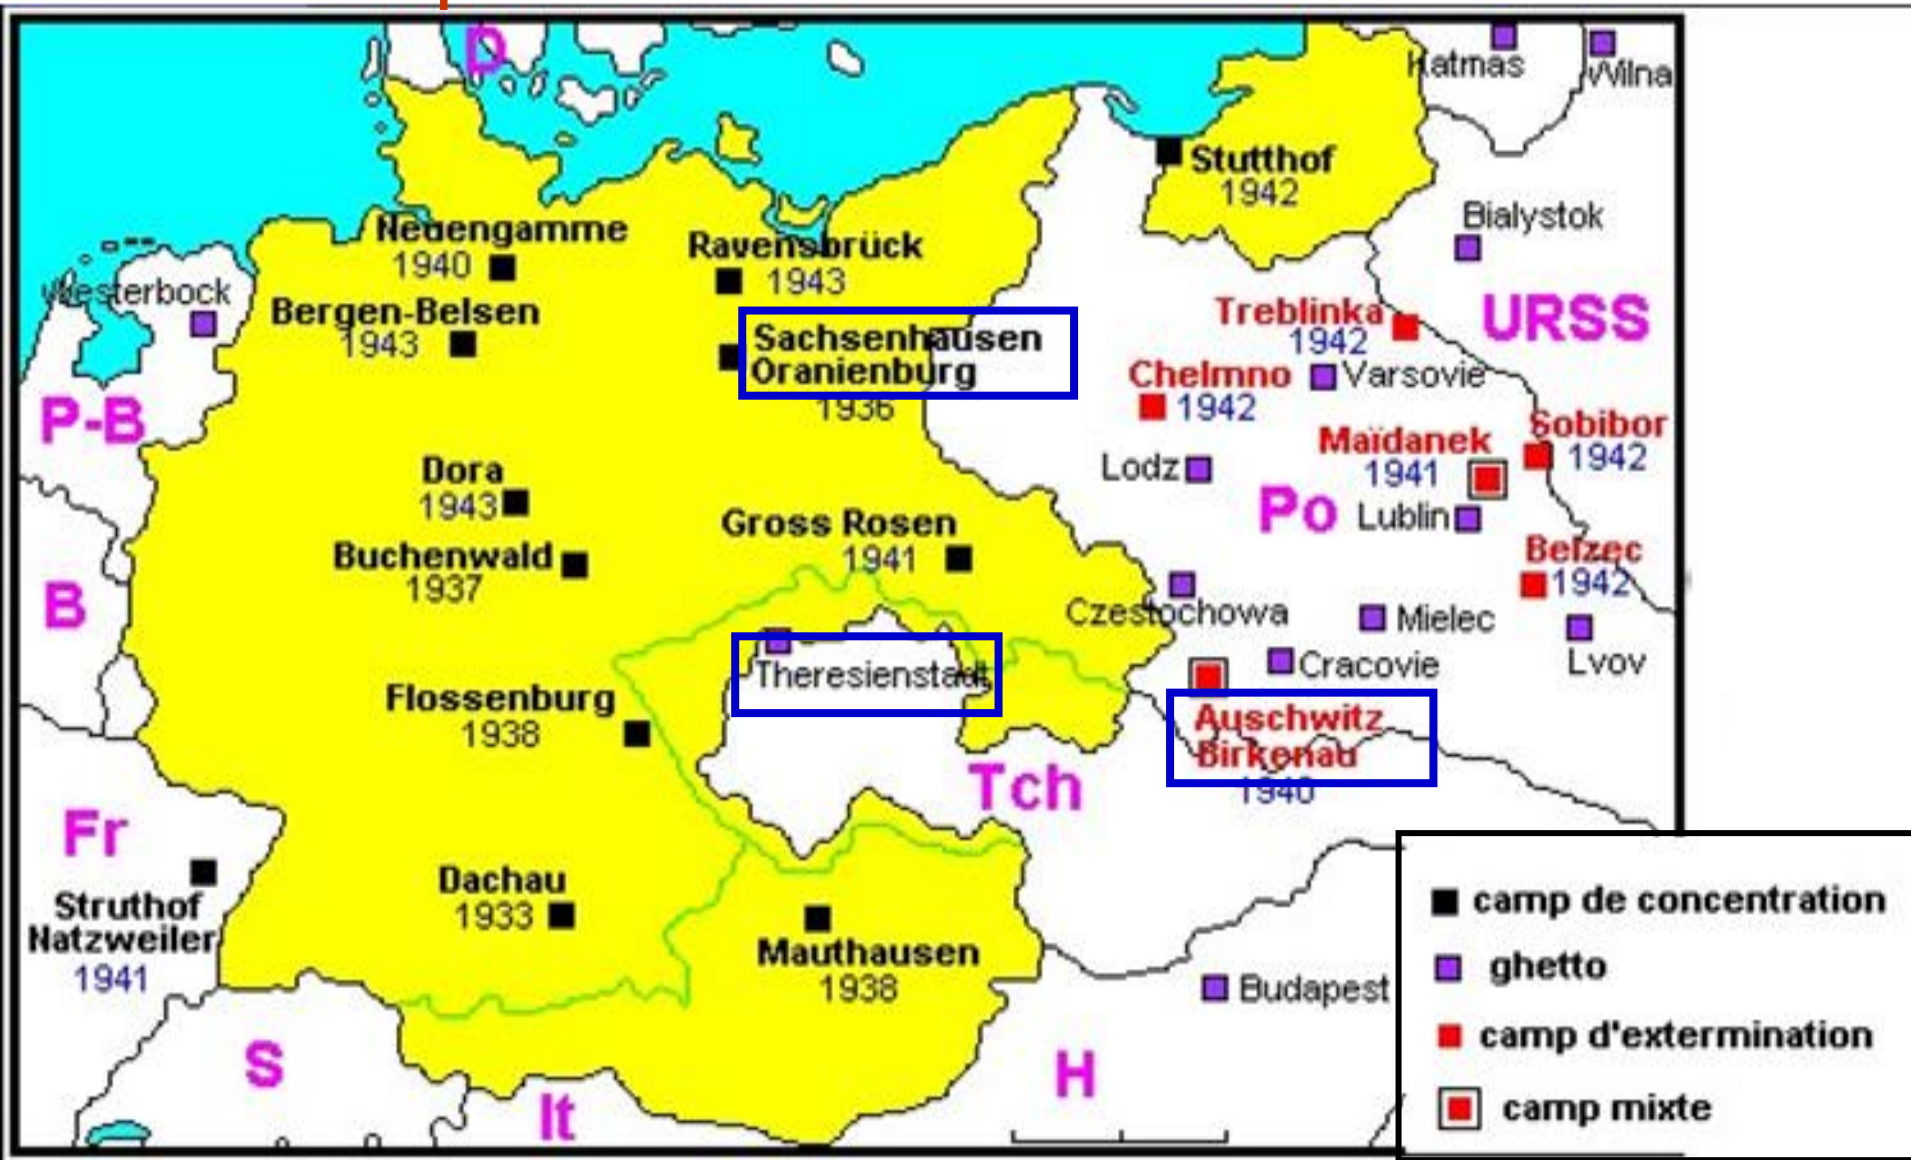 D
Katmas
Wilna
Stutthof
1942
Bialystok
Neuengamme
1940
Ravensbrück
1943
Westerbock
Bergen-Belsen
1943
URSS
Treblinka
1942
Sachsenhausen
Oranienburg
1936
Chelmno
1942
Varsovie
P-B
Sobibor
1942
Maïdanek
1941
Lodz
Dora
1943
Po
Lublin
Gross Rosen
1941
Buchenwald
1937
Belzec
1942
B
Czestochowa
Mielec
Lvov
Cracovie
Theresienstadt
Flossenburg
1938
Auschwitz
Birkenau
1940
Tch
Fr
Dachau
1933
Struthof
Natzweiler
1941
Mauthausen
1938
Budapest
S
It
H
camp de concentration
ghetto
camp d'extermination
camp mixte